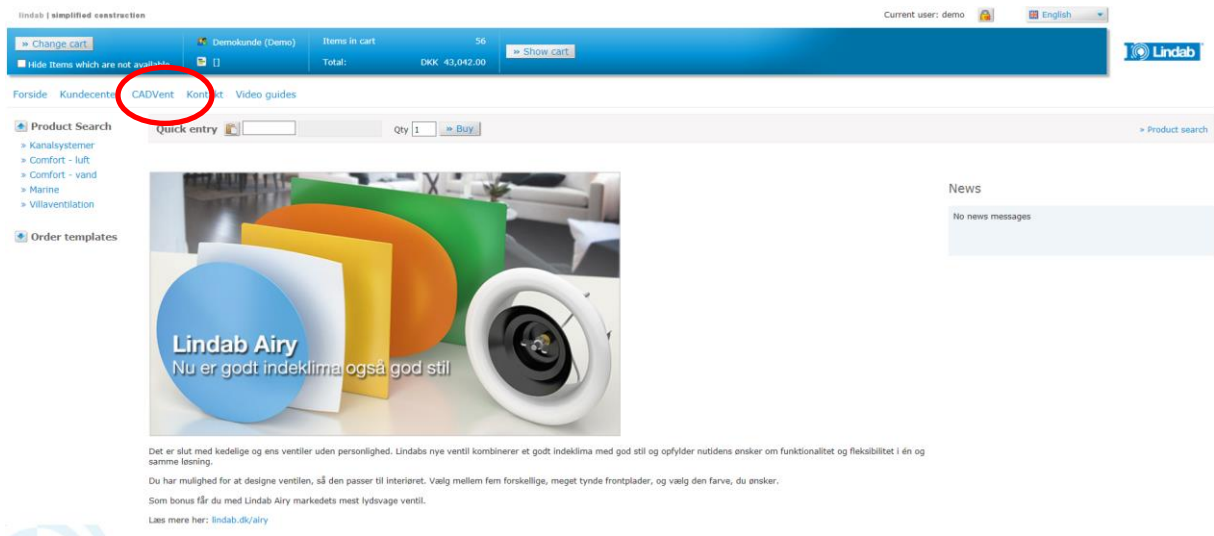 lindab | simplified construction
Current user: demo
English
» Change cart
Demokunde (Demo)
Items in cart 56
» Show cart
Hide Items which are not available
[]
Total: DKK 43,042.00
Lindab
Forside Kundecenter CADVent Kontakt Video guides
Product Search
Quick entry
Qty 1 » Buy
» Product search
» Kanalsystemer
» Comfort - luft
» Comfort - vand
» Marine
» Villaventilation
Order templates
News
No news messages
Lindab Airy
Nu er godt indeklima også god stil
Det er slut med kedelige og ens ventiler uden personlighed. Lindabs nye ventil kombinerer et godt indeklima med god stil og opfylder nutidens ønsker om funktionalitet og fleksibilitet i én og
samme løsning.
Du har mulighed for at designe ventilen, så den passer til interiøret. Vælg mellem fem forskellige, meget tynde frontplader, og vælg den farve, du ønsker.
Som bonus får du med Lindab Airy markedets mest lydsvage ventil.
Læs mere her: lindab.dk/airy